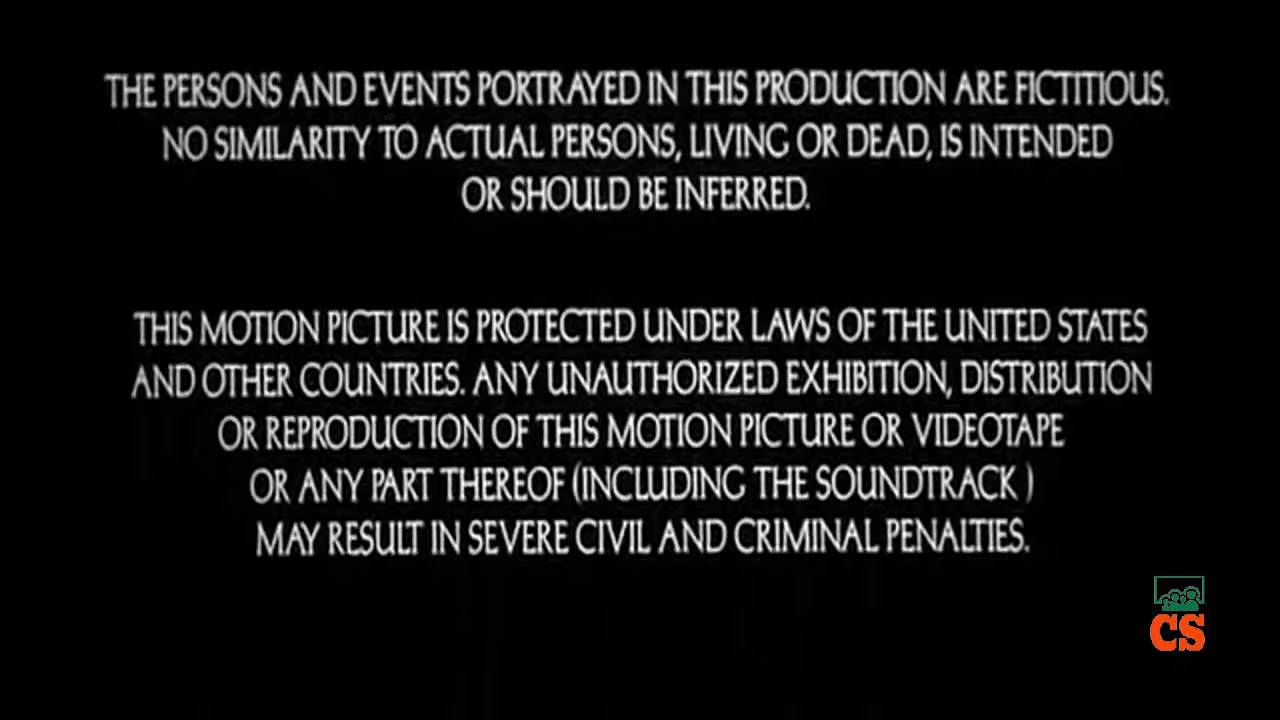 THE PERSONS AND EVENTS PORTRAYED IN THIS PRODUCTION ARE FICTITIOUS.
NO SIMILARITY TO ACTUAL PERSONS, LIVING OR DEAD, IS INTENDED
OR SHOULD BE INFERRED.
THIS MOTION PICTURE IS PROTECTED UNDER LAWS OF THE UNITED STATES
AND OTHER COUNTRIES. ANY UNAUTHORIZED EXHIBITION, DISTRIBUTION
OR REPRODUCTION OF THIS MOTION PICTURE OR VIDEOTAPE
OR ANY PART THEREOF (INCLUDING THE SOUNDTRACK )
MAY RESULT IN SEVERE CIVIL AND CRIMINAL PENALTIES.
CS